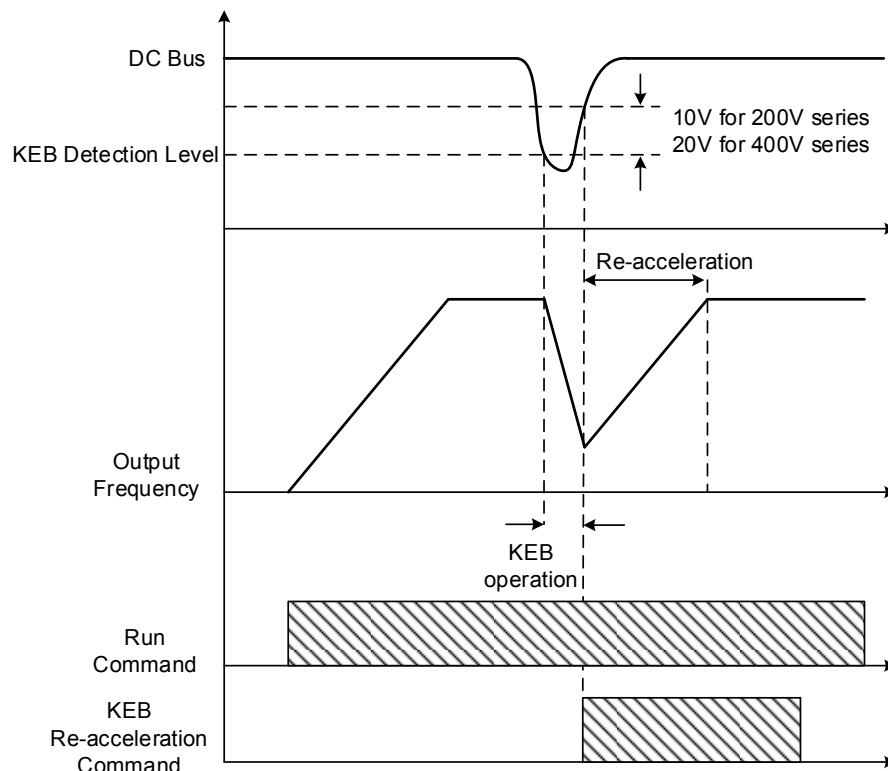 DC Bus
10V for 200V series
20V for 400V series
KEB Detection Level
Re-acceleration
Output
Frequency
KEB
operation
Run
Command
KEB
Re-acceleration
Command